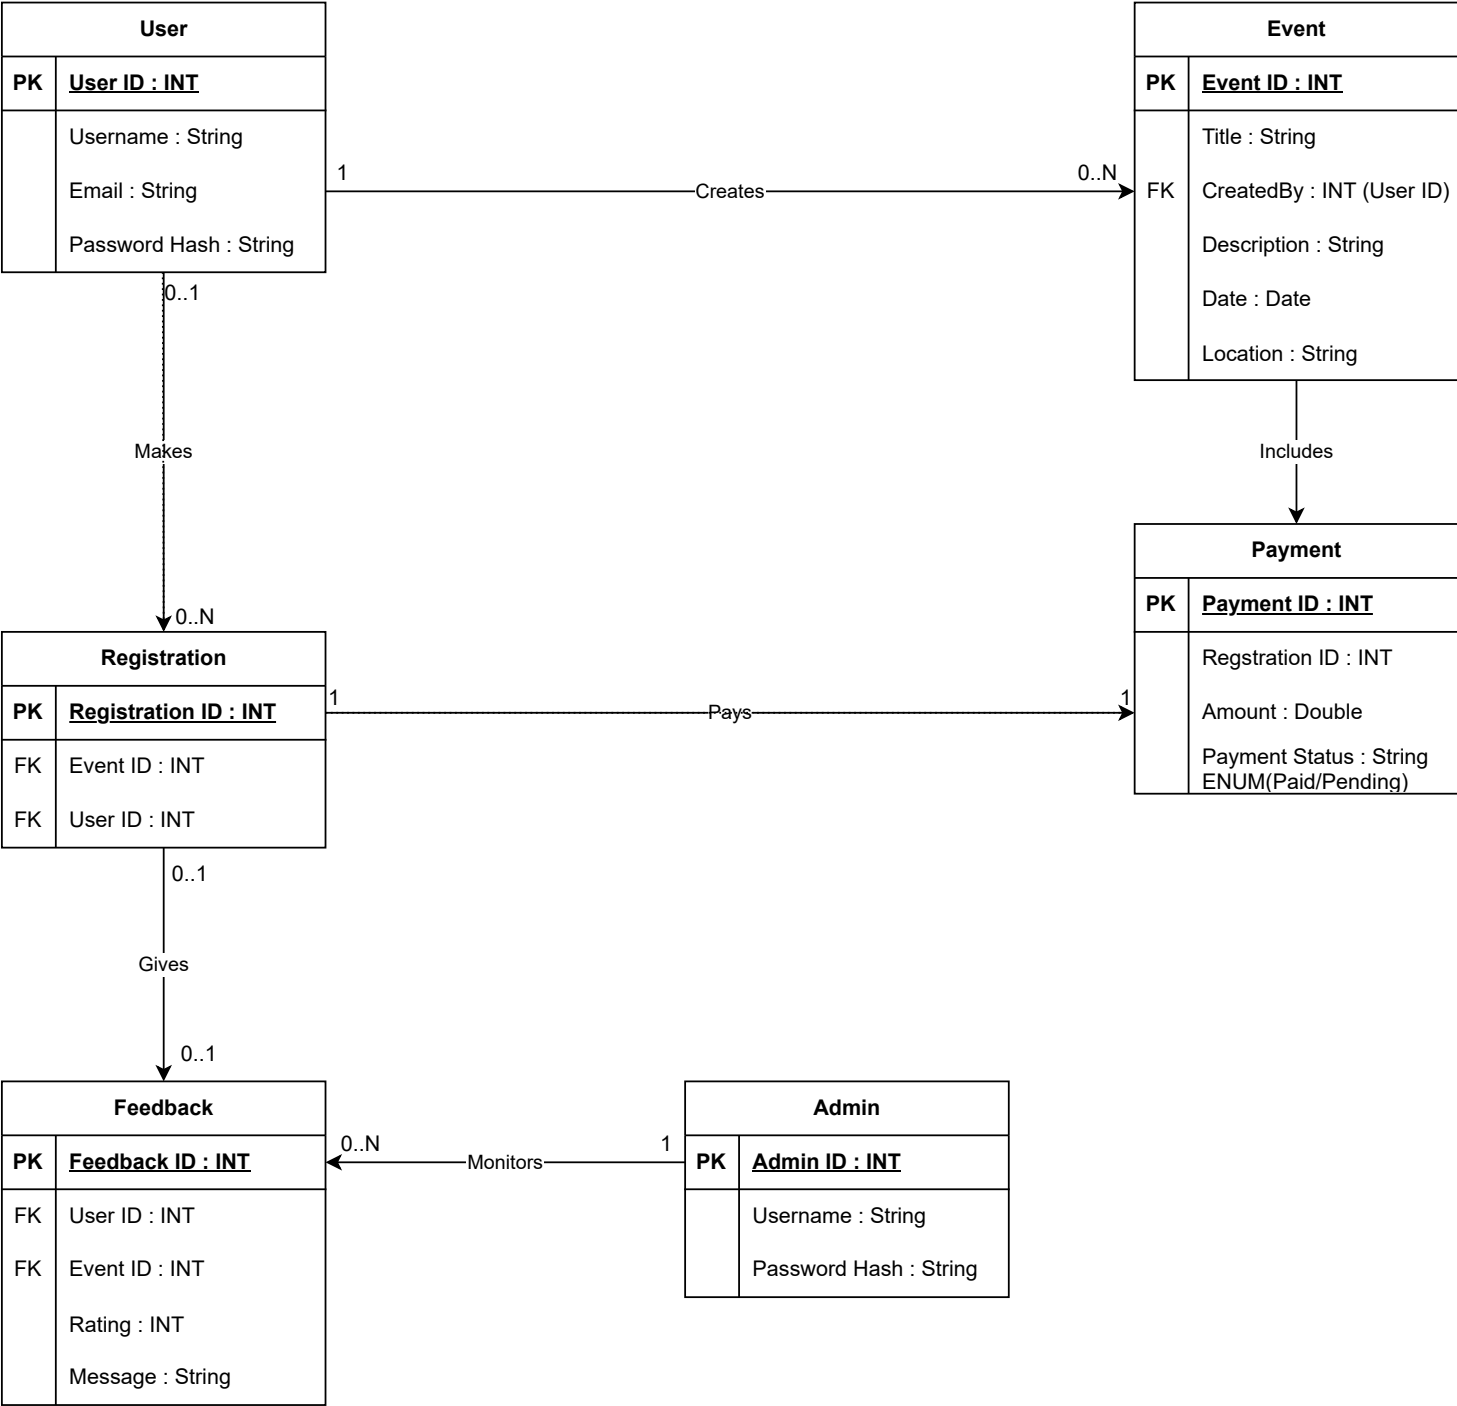 User
PK User ID : INT
Username : String
Email : String
Password Hash : String
Event
PK Event ID : INT
Title : String
FK CreatedBy : INT (User ID)
Description : String
Date : Date
Location : String
1 Creates 0..N
0..1
Makes
0..N
Includes
Registration
PK Registration ID : INT
FK Event ID : INT
FK User ID : INT
1 Pays 1
Payment
PK Payment ID : INT
Regstration ID : INT
Amount : Double
Payment Status : String
ENUM(Paid/Pending)
0..1
Gives
0..1
Feedback
PK Feedback ID : INT
FK User ID : INT
FK Event ID : INT
Rating : INT
Message : String
0..N Monitors 1
Admin
PK Admin ID : INT
Username : String
Password Hash : String